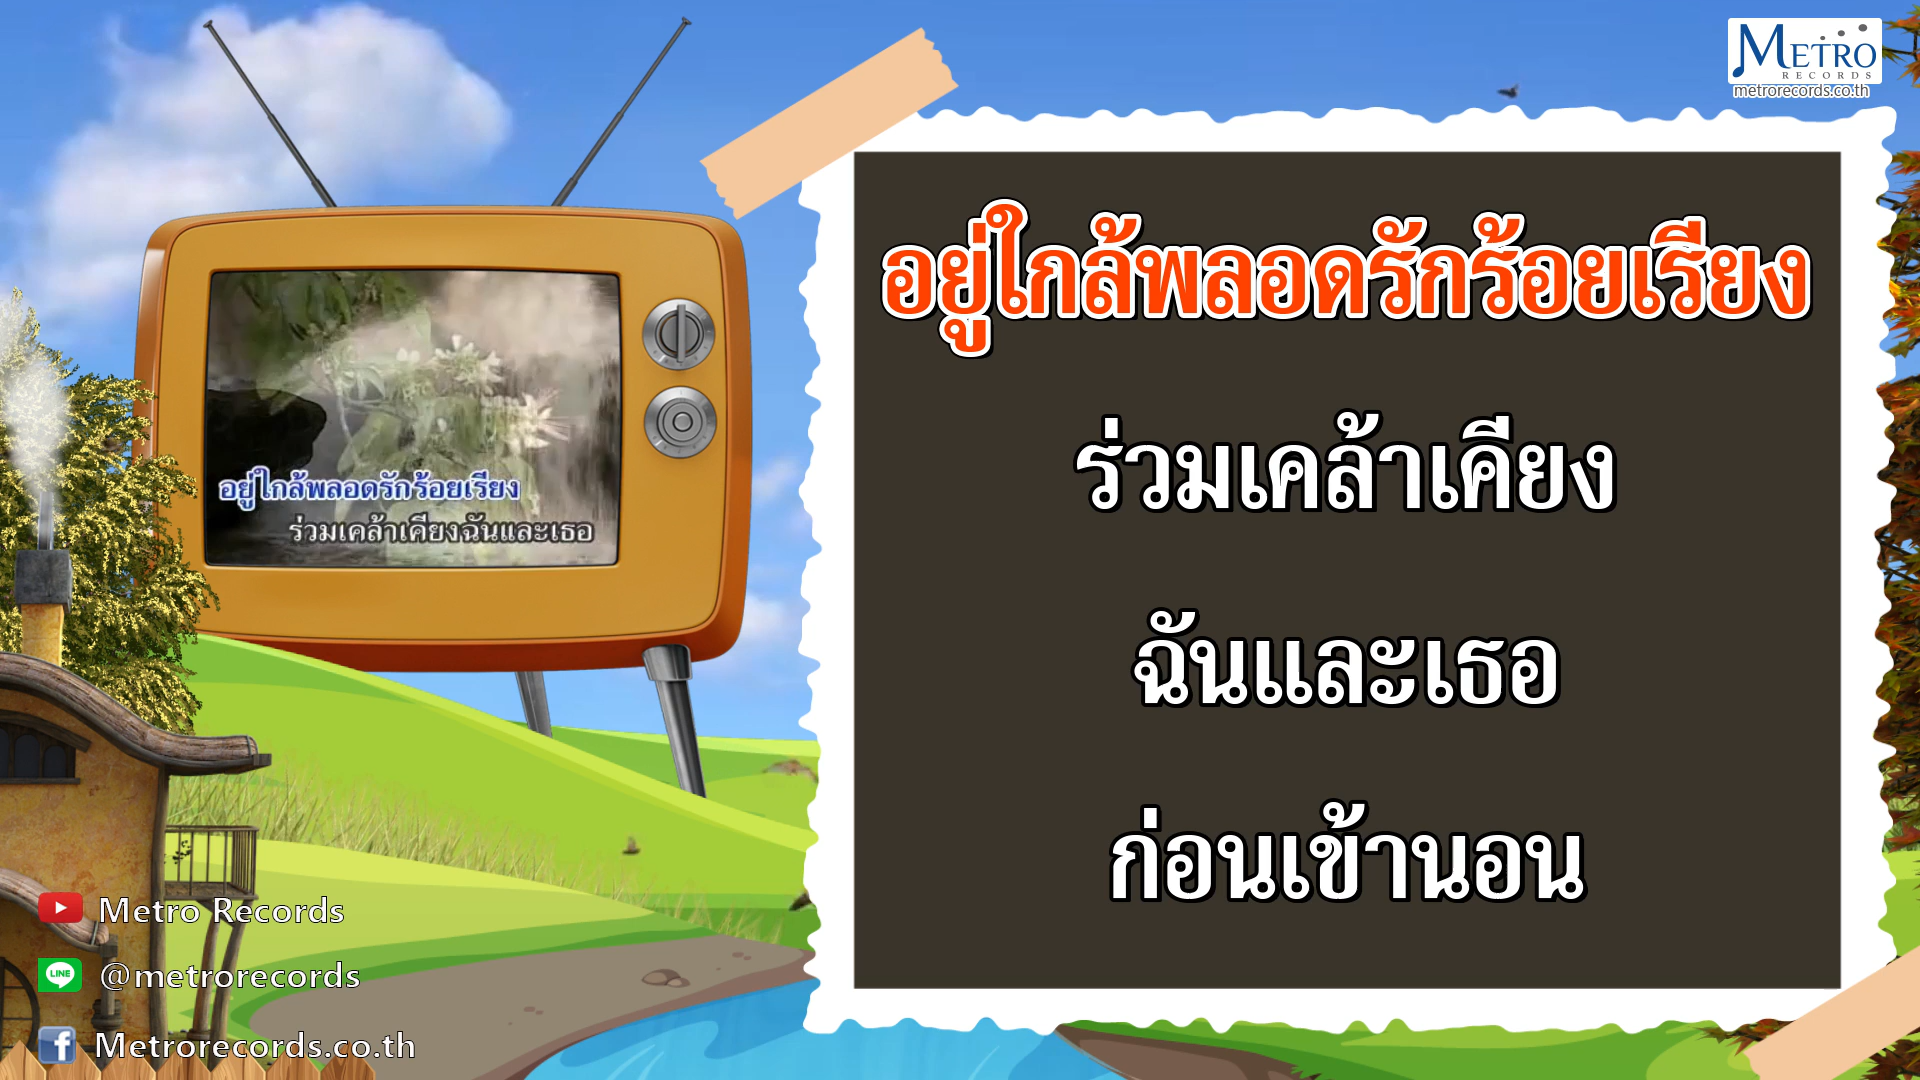 METRO
RECORDS
metrorecords.co.th
อยู่ใกล้พลอดรักร้อยเรียง
ร่วมเคล้าเคียง
ฉันและเธอ
ก่อนเข้านอน
อยู่ใกล้พลอดรักร้อยเรียง
ร่วมเคล้าเคียงฉันและเธอ
Metro Records
LINE
@metrorecords
f
Metrorecords.co.th